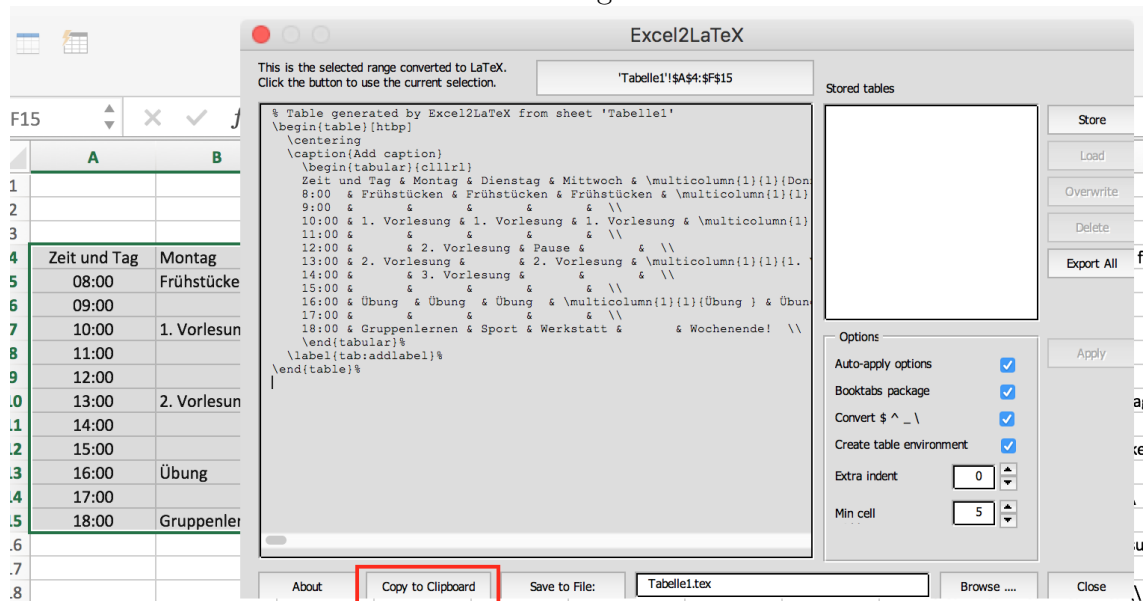 Excel2LaTeX
This is the selected range converted to LaTeX.
Click the button to use the current selection.
'Tabelle1'!$A$4:$F$15
Stored tables
F15
A B
1
2
3
4 Zeit und Tag Montag
5 08:00 Frühstücke
6 09:00
7 10:00 1. Vorlesun
8 11:00
9 12:00
.0 13:00 2. Vorlesun
.1 14:00
.2 15:00
.3 16:00 Übung
.4 17:00
.5 18:00 Gruppenler
.6
.7
.8
% Table generated by Excel2LaTeX from sheet 'Tabelle1'
\begin{table}[htbp]
\centering
\caption{Add caption}
\begin{tabular}{clllrl}
Zeit und Tag & Montag & Dienstag & Mittwoch & \multicolumn{1}{l}{Don
8:00 & Frühstücken & Frühstücken & Frühstücken & \multicolumn{1}{l}
9:00 & & & & \\
10:00 & 1. Vorlesung & 1. Vorlesung & 1. Vorlesung & \multicolumn{1}
11:00 & & & & \\
12:00 & & 2. Vorlesung & Pause & & \\
13:00 & 2. Vorlesung & & 2. Vorlesung & \multicolumn{1}{l}{1.
14:00 & & 3. Vorlesung & & & \\
15:00 & & & & \\
16:00 & Übung & Übung & Übung & \multicolumn{1}{l}{Übung } & Übun
17:00 & & & & \\
18:00 & Gruppenlernen & Sport & Werkstatt & & Wochenende! \\
\end{tabular}%
\label{tab:addlabel}%
\end{table}%
Store
Load
Overwrite
Delete
Export All
Options
Auto-apply options
Booktabs package
Convert $ ^ _ \
Create table environment
Extra indent 0
Min cell 5
Apply
About
Copy to Clipboard
Save to File:
Tabelle1.tex
Browse ....
Close